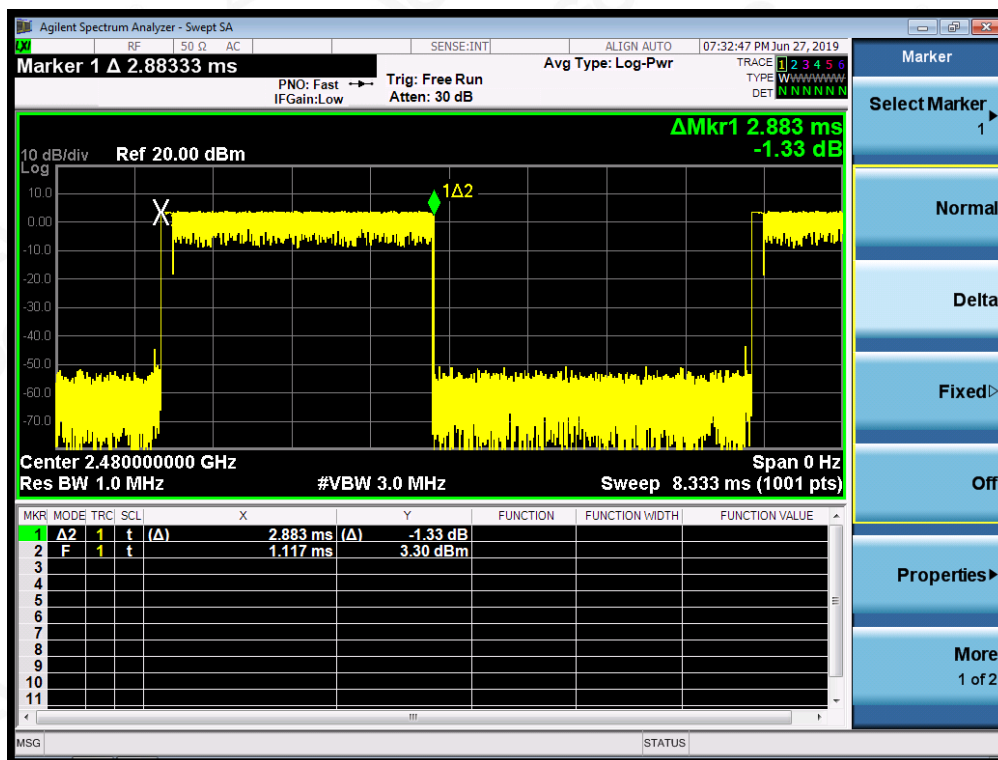 Agilent Spectrum Analyzer - Swept SA
LXI RF 50 Ω AC SENSE:INT ALIGN AUTO 07:32:47 PM Jun 27, 2019
Marker 1 Δ 2.88333 ms
PNO: Fast
IFGain:Low
Trig: Free Run
Atten: 30 dB
Avg Type: Log-Pwr
TRACE 1 2 3 4 5 6
TYPE WWWWWWW
DET N N N N N N
ΔMkr1 2.883 ms
-1.33 dB
10 dB/div Ref 20.00 dBm
Log
10.0
0.00
-10.0
-20.0
-30.0
-40.0
-50.0
-60.0
-70.0
X
1Δ2
Center 2.480000000 GHz Span 0 Hz
Res BW 1.0 MHz #VBW 3.0 MHz Sweep 8.333 ms (1001 pts)
MKR MODE TRC SCL X Y FUNCTION FUNCTION WIDTH FUNCTION VALUE
1 Δ2 1 t (Δ) 2.883 ms (Δ) -1.33 dB
2 F 1 t 1.117 ms 3.30 dBm
3
4
5
6
7
8
9
10
11
MSG STATUS
Marker
Select Marker
1
Normal
Delta
Fixed
Off
Properties
More
1 of 2